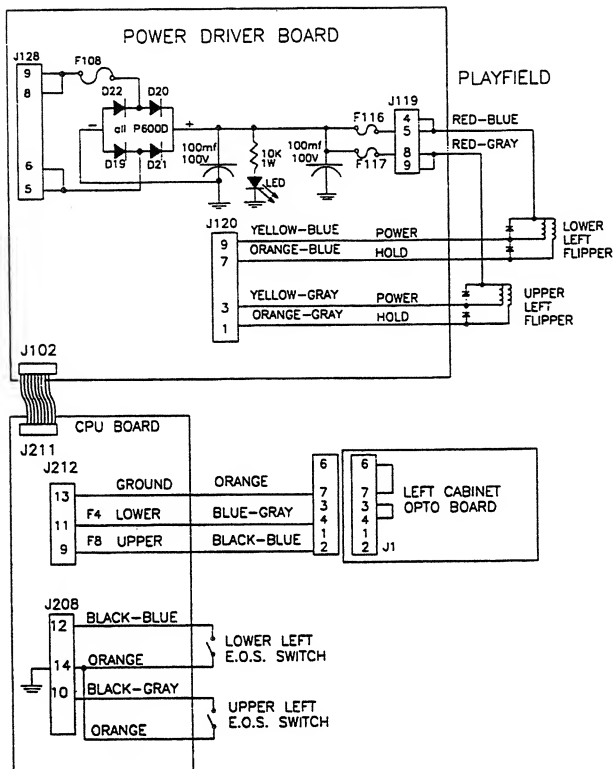 POWER DRIVER BOARD
PLAYFIELD
J128
9
8
6
5
F108
D22
D20
all P600D
D19
D21
−
+
100mf
100V
10K
1W
LED
100mf
100V
F116
F117
J119
4
5
8
9
RED-BLUE
RED-GRAY
J120
9
7
3
1
YELLOW-BLUE POWER
ORANGE-BLUE HOLD
YELLOW-GRAY POWER
ORANGE-GRAY HOLD
LOWER
LEFT
FLIPPER
UPPER
LEFT
FLIPPER
J102
J211
CPU BOARD
J212
13
11
9
GROUND ORANGE
F4 LOWER BLUE-GRAY
F8 UPPER BLACK-BLUE
6
7
3
4
1
2
6
7
3
4
1
2
J1
LEFT CABINET
OPTO BOARD
J208
12
14
10
BLACK-BLUE
ORANGE
BLACK-GRAY
ORANGE
LOWER LEFT
E.O.S. SWITCH
UPPER LEFT
E.O.S. SWITCH